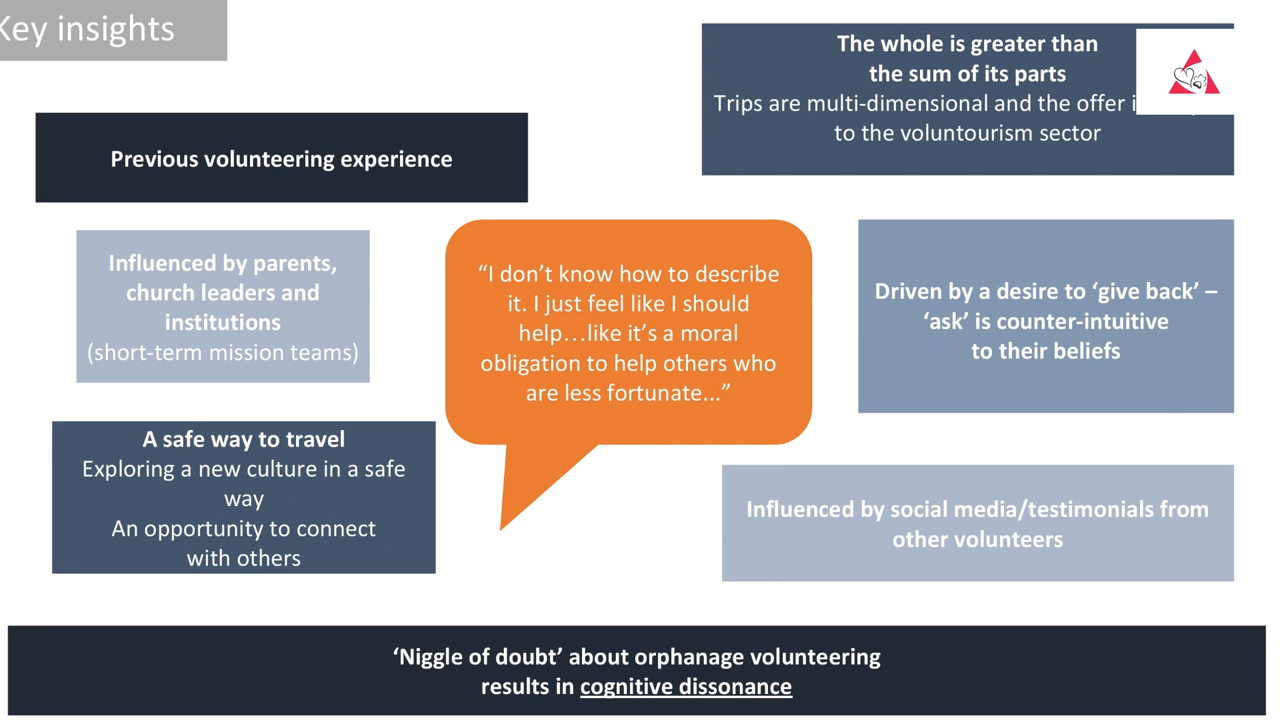 Key insights
The whole is greater than
the sum of its parts
Trips are multi-dimensional and the offer
to the voluntourism sector
Previous volunteering experience
Influenced by parents,
church leaders and
institutions
(short-term mission teams)
“I don’t know how to describe
it. I just feel like I should
help…like it’s a moral
obligation to help others who
are less fortunate...”
Driven by a desire to ‘give back’ –
‘ask’ is counter-intuitive
to their beliefs
A safe way to travel
Exploring a new culture in a safe
way
An opportunity to connect
with others
Influenced by social media/testimonials from
other volunteers
‘Niggle of doubt’ about orphanage volunteering
results in cognitive dissonance